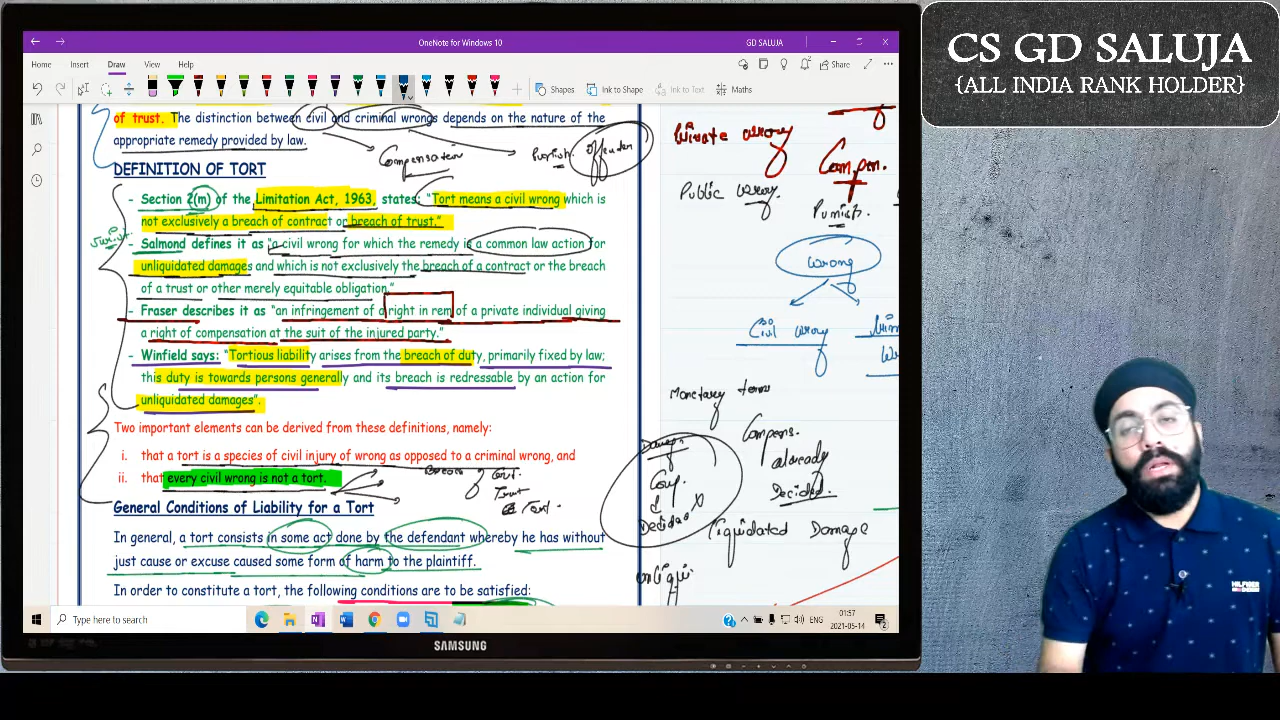 CS GD SALUJA
{ALL INDIA RANK HOLDER}
OneNote for Windows 10
GD SALUJA
Home Insert Draw View Help
Share
Shapes Ink to Shape Ink to Text Maths
of trust. The distinction between civil and criminal wrongs depends on the nature of the
appropriate remedy provided by law.
Compensation
Punish. offender
DEFINITION OF TORT
- Section 2(m) of the Limitation Act, 1963, states: "Tort means a civil wrong which is
not exclusively a breach of contract or breach of trust."
- Salmond defines it as "a civil wrong for which the remedy is a common law action for
unliquidated damages and which is not exclusively the breach of a contract or the breach
of a trust or other merely equitable obligation."
- Fraser describes it as "an infringement of a right in rem of a private individual giving
a right of compensation at the suit of the injured party."
- Winfield says: "Tortious liability arises from the breach of duty, primarily fixed by law;
this duty is towards persons generally and its breach is redressable by an action for
unliquidated damages".
Two important elements can be derived from these definitions, namely:
i. that a tort is a species of civil injury of wrong as opposed to a criminal wrong, and
ii. that every civil wrong is not a tort.
Trust
Tort.
General Conditions of Liability for a Tort
In general, a tort consists in some act done by the defendant whereby he has without
just cause or excuse caused some form of harm to the plaintiff.
In order to constitute a tort, the following conditions are to be satisfied:
Private wrong
Compen.
Public wrong.
Punish.
wrong
Civil wrong
Monetary terms
Compens.
already
Decided.
Liquidated Damage
Type here to search
ENG
01:57
2021-05-14
SAMSUNG
HILFIGER